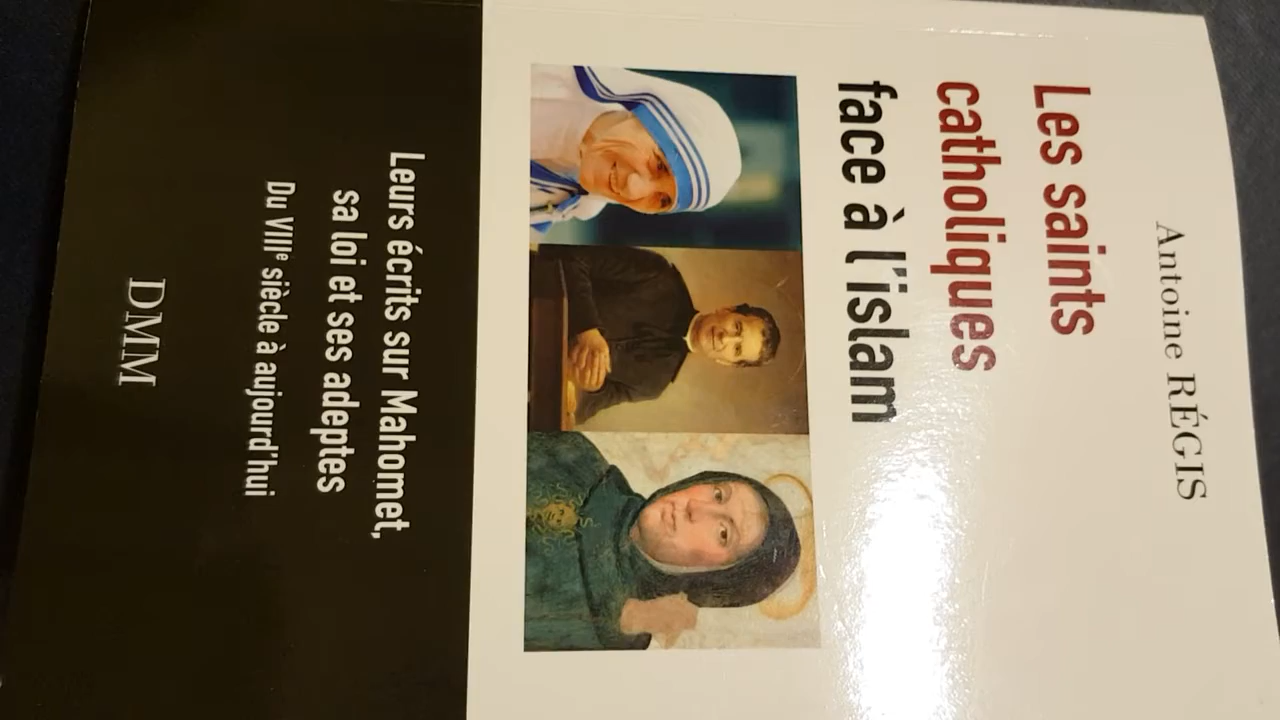 Antoine RÉGIS
Les saints
catholiques
face à l'islam
Leurs écrits sur Mahomet,
sa loi et ses adeptes
Du VIIIe siècle à aujourd'hui
DMM